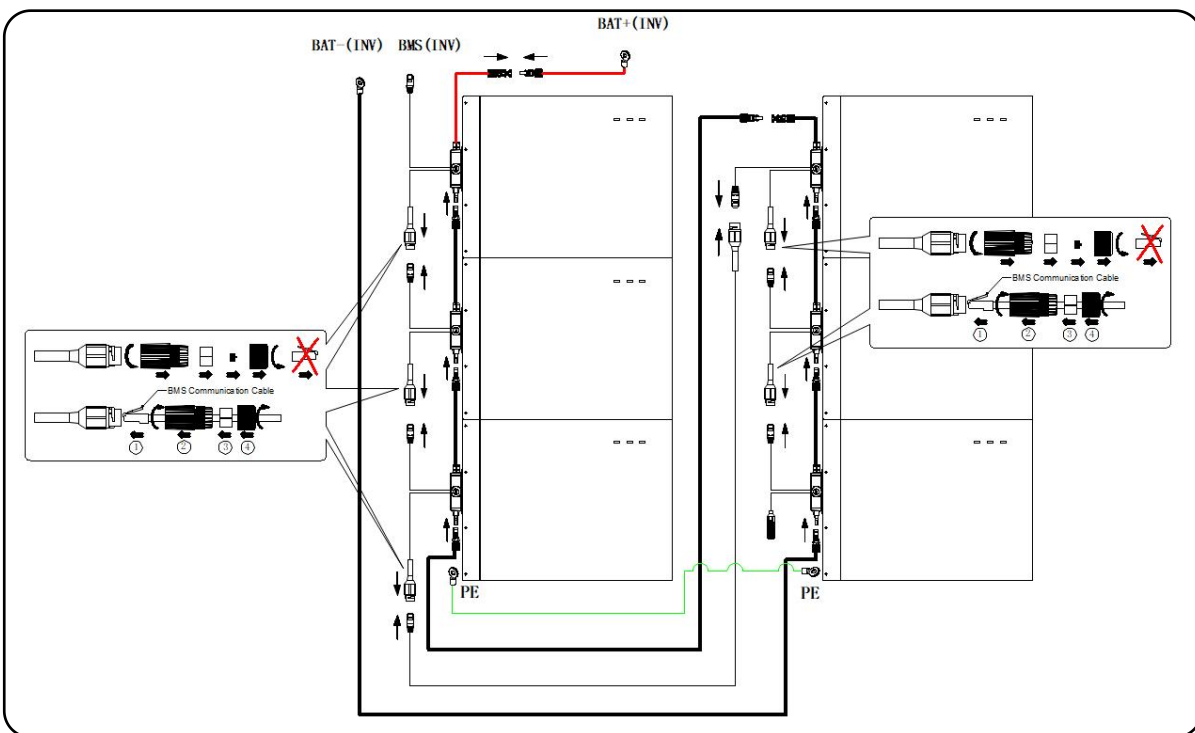 BAT+(INV)
BAT-(INV) BMS(INV)
BMS Communication Cable
① ② ③ ④
BMS Communication Cable
① ② ③ ④
PE
PE